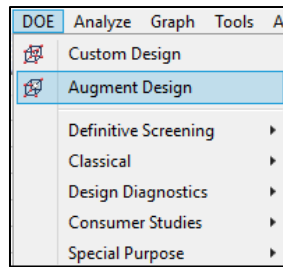 DOE Analyze Graph Tools A
Custom Design
Augment Design
Definitive Screening
Classical
Design Diagnostics
Consumer Studies
Special Purpose